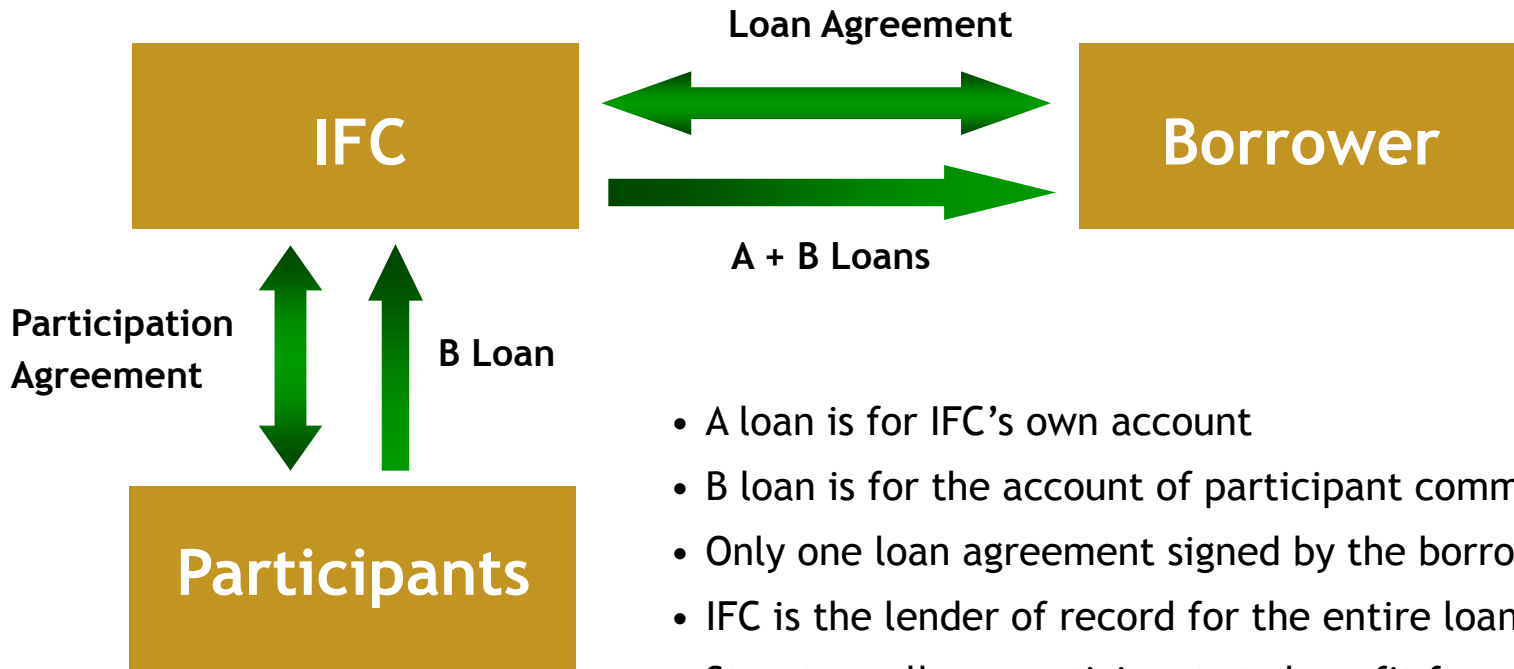 Loan Agreement
IFC
Borrower
A + B Loans
Participation
Agreement
B Loan
Participants
• A loan is for IFC’s own account
• B loan is for the account of participant
• Only one loan agreement signed by the
• IFC is the lender of record for the entire loan